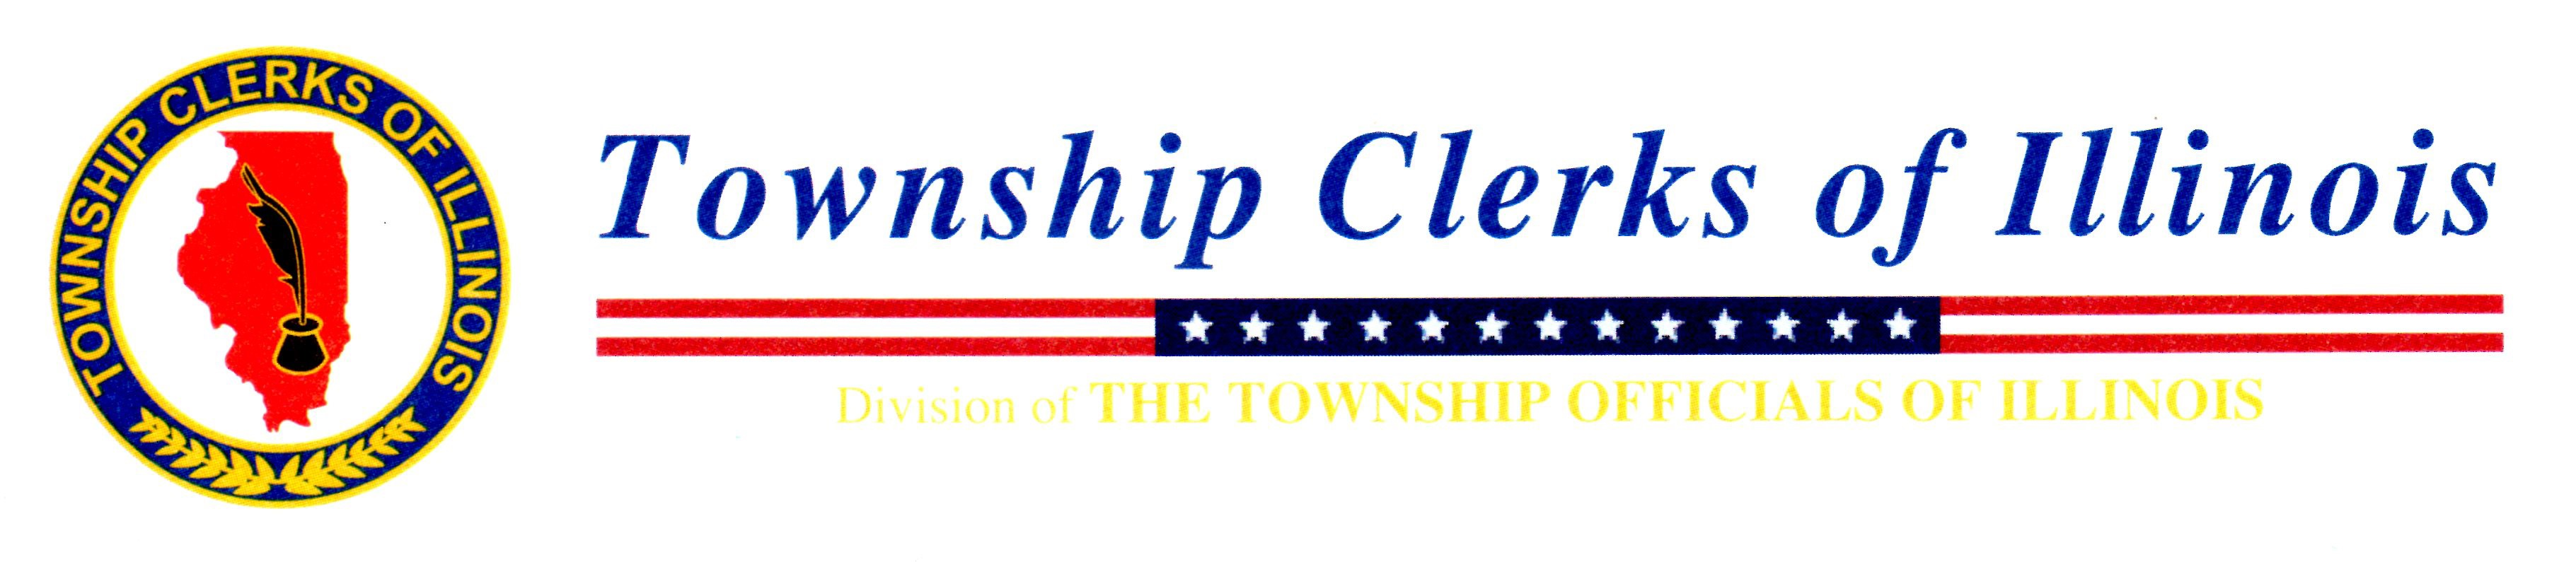 TOWNSHIP CLERKS OF ILLINOIS
Township Clerks of Illinois
Division of THE TOWNSHIP OFFICIALS OF ILLINOIS